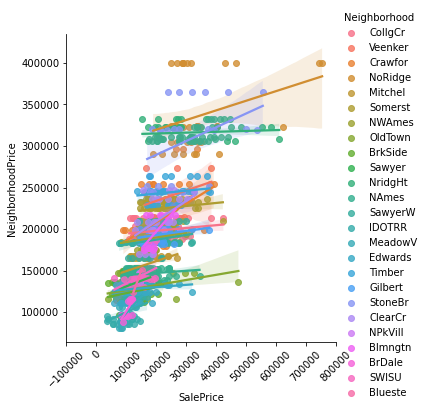 Neighborhood
CollgCr
Veenker
Crawfor
NoRidge
Mitchel
Somerst
NWAmes
OldTown
BrkSide
Sawyer
NridgHt
NAmes
SawyerW
IDOTRR
MeadowV
Edwards
Timber
Gilbert
StoneBr
ClearCr
NPkVill
Blmngtn
BrDale
SWISU
Blueste
400000
350000
300000
250000
200000
150000
100000
NeighborhoodPrice
−100000
0
100000
200000
300000
400000
500000
600000
700000
800000
SalePrice